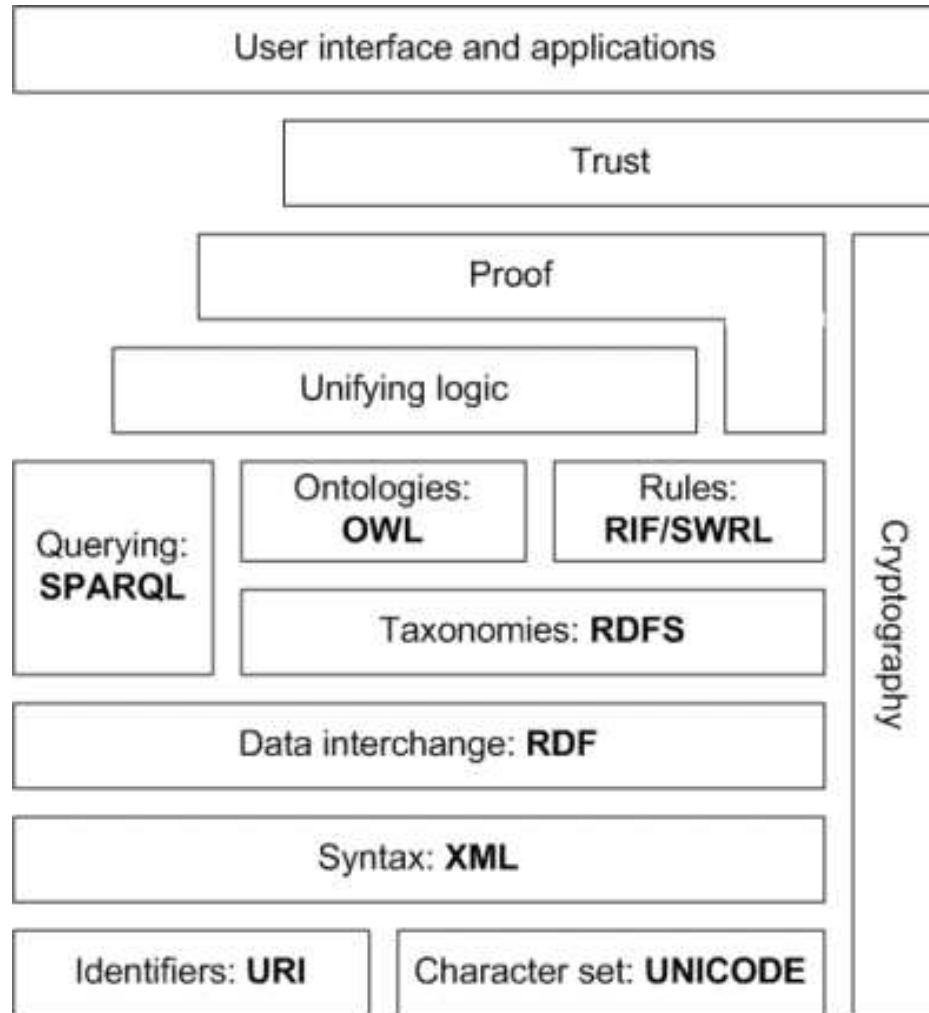 User interface and applications
Trust
Proof
Unifying logic
Querying:
SPARQL
Ontologies:
OWL
Rules:
RIF/SWRL
Taxonomies: RDFS
Cryptography
Data interchange: RDF
Syntax: XML
Identifiers: URI
Character set: UNICODE